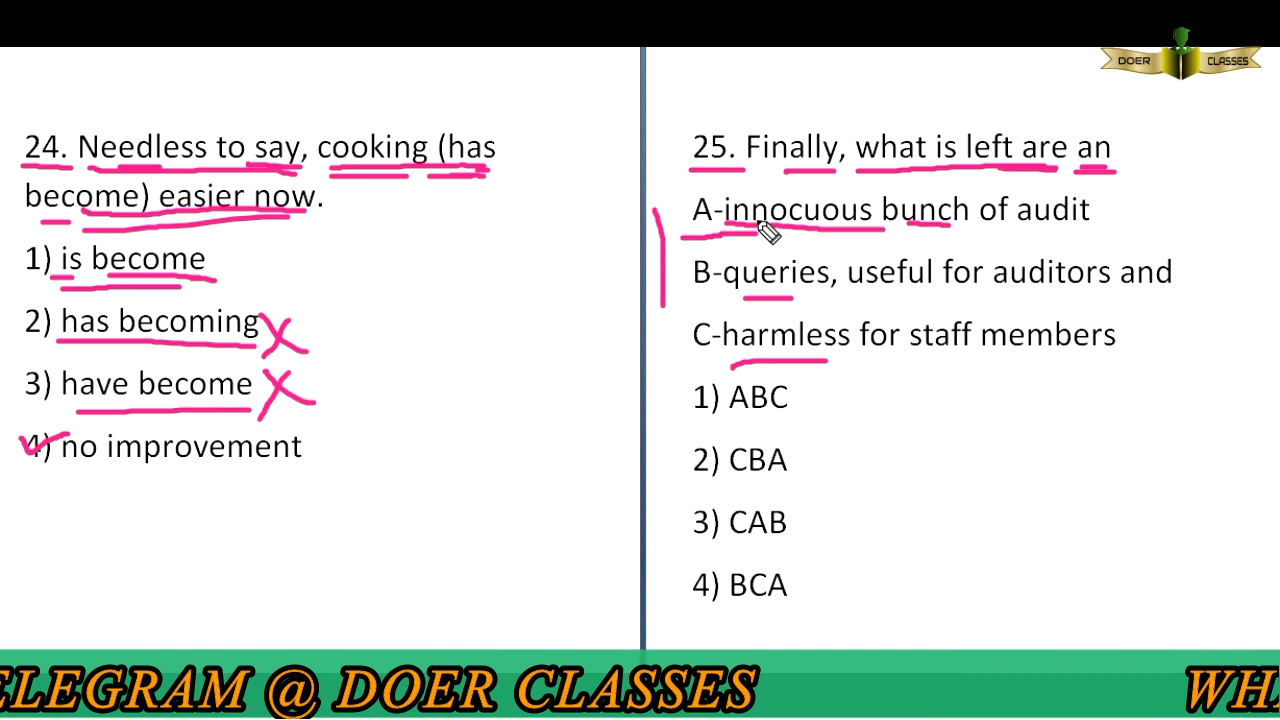 DOER CLASSES
24. Needless to say, cooking (has
become) easier now.
1) is become
2) has becoming
3) have become
4) no improvement
25. Finally, what is left are an
A-innocuous bunch of audit
B-queries, useful for auditors and
C-harmless for staff members
1) ABC
2) CBA
3) CAB
4) BCA
ELEGRAM @ DOER CLASSES WH